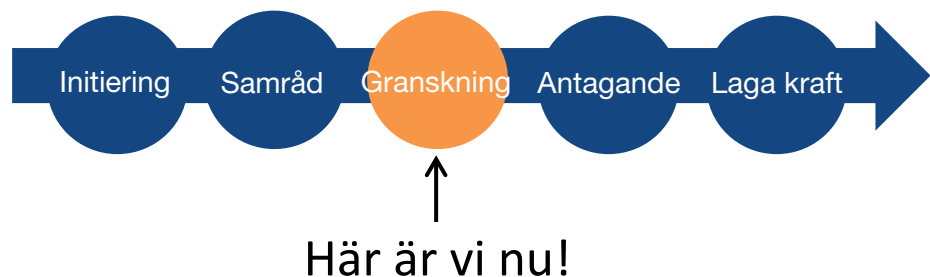 Initiering Samråd Granskning Antagande Laga kraft
Här är vi nu!